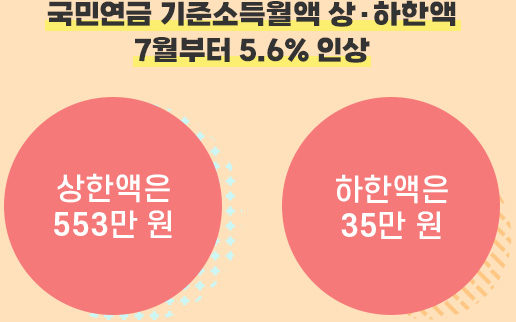 국민연금 기준소득월액 상·하한액
7월부터 5.6% 인상
상한액은
553만 원
하한액은
35만 원